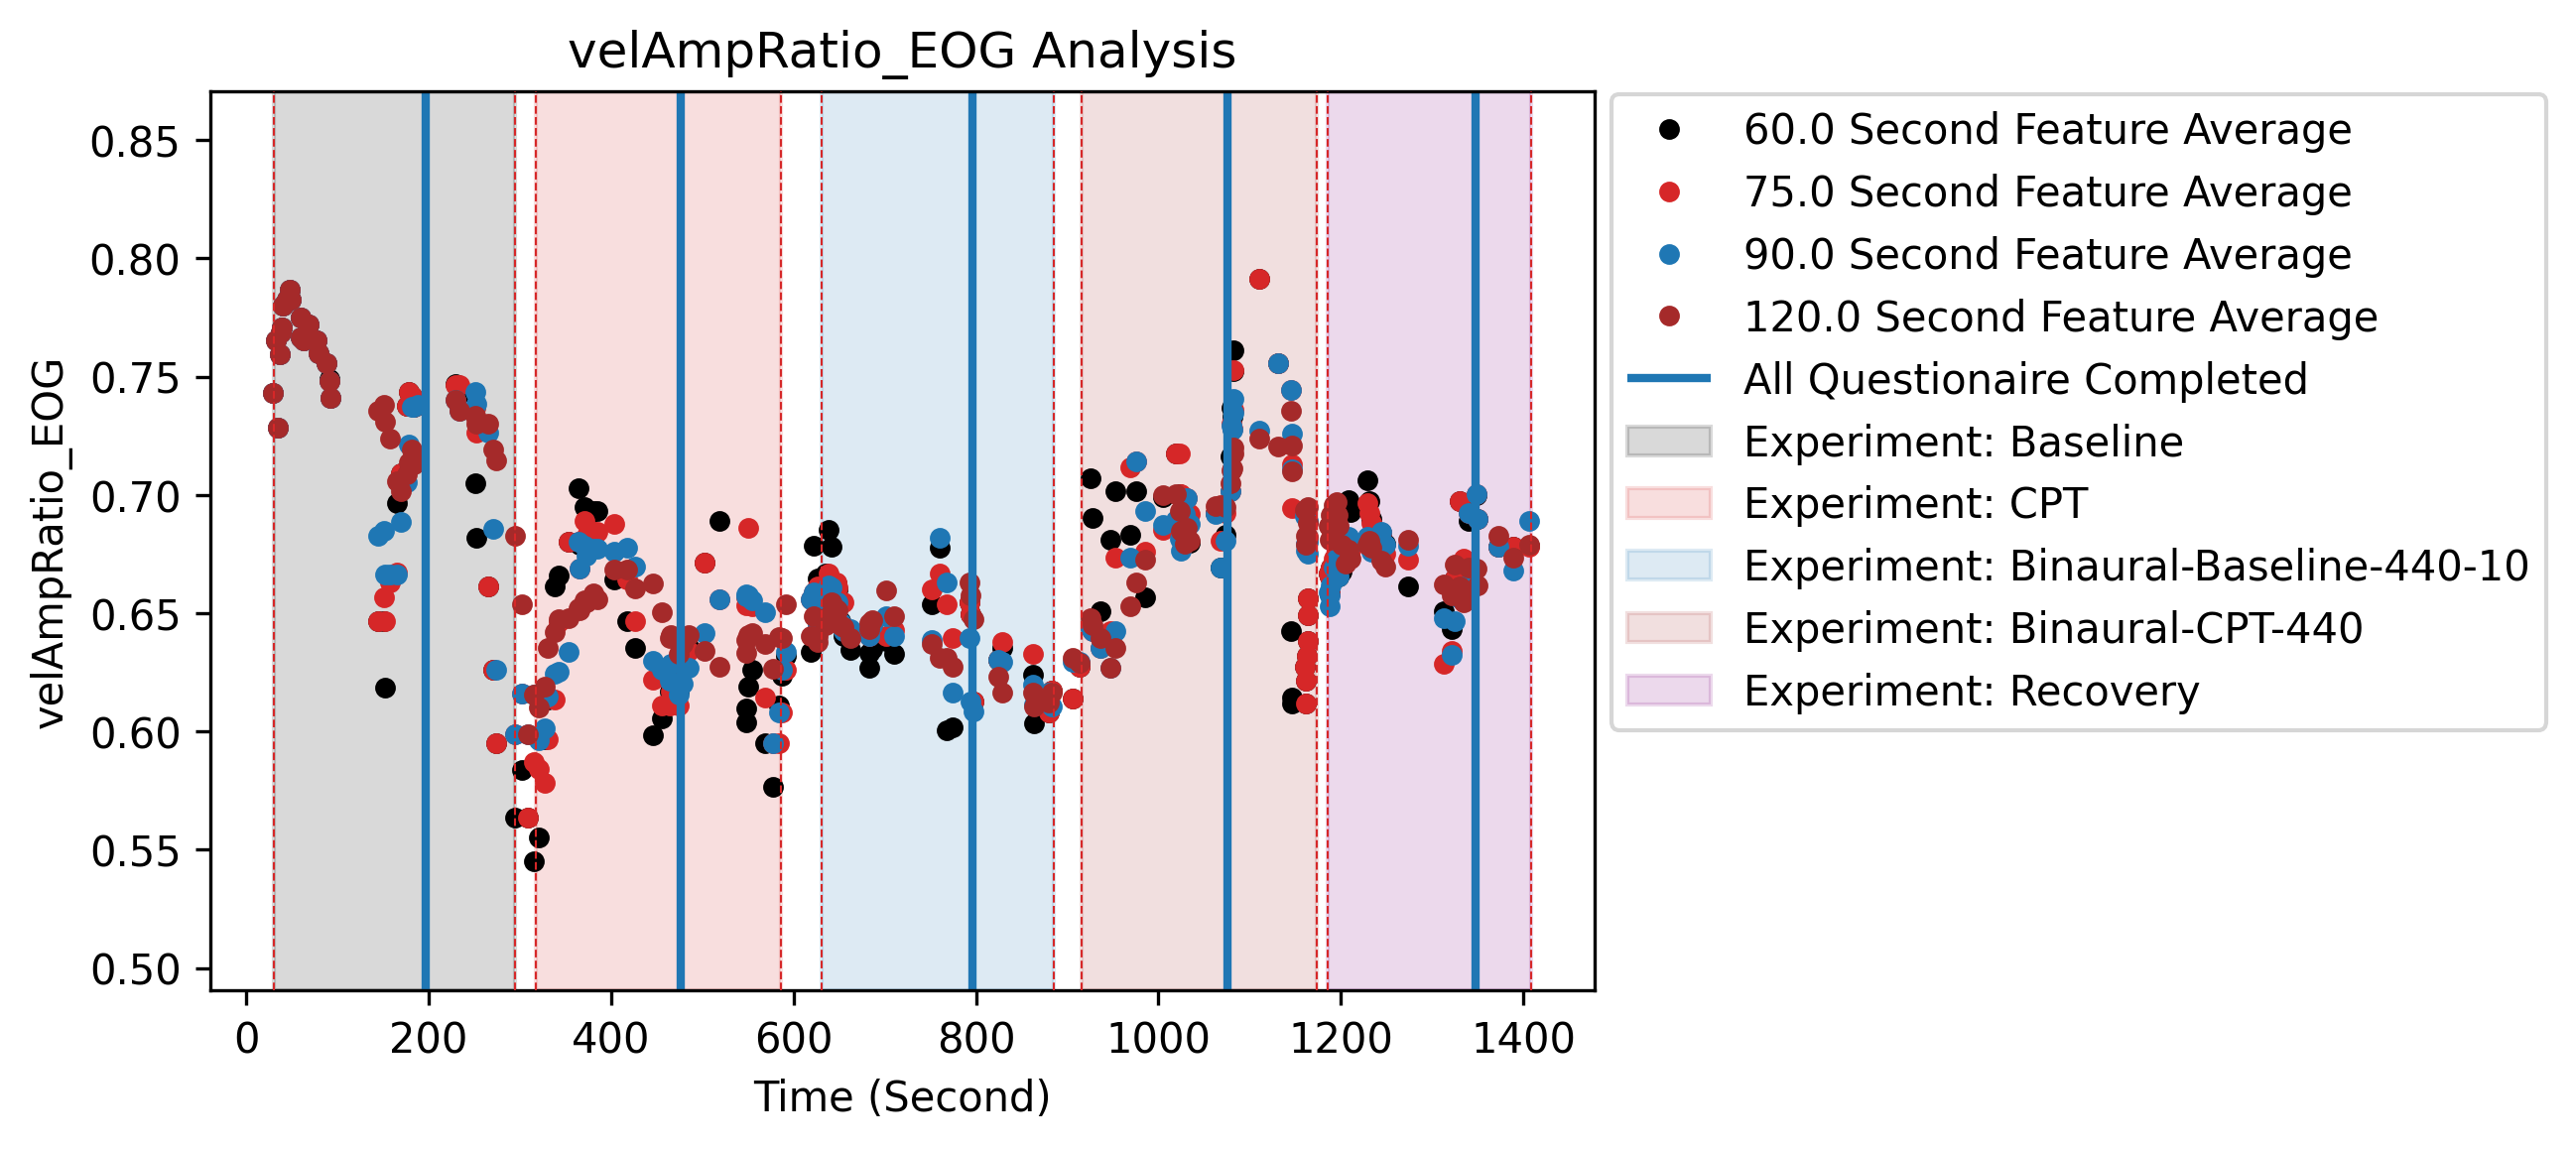 velAmpRatio_EOG Analysis
velAmpRatio_EOG
0.85
0.80
0.75
0.70
0.65
0.60
0.55
0.50
0 200 400 600 800 1000 1200 1400
Time (Second)
60.0 Second Feature Average
75.0 Second Feature Average
90.0 Second Feature Average
120.0 Second Feature Average
All Questionaire Completed
Experiment: Baseline
Experiment: CPT
Experiment: Binaural-Baseline-440-10
Experiment: Binaural-CPT-440
Experiment: Recovery